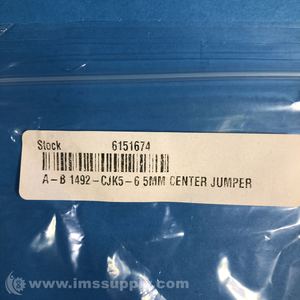 Stock 6151674
A-B 1492-CJK5-6 5MM CENTER JUMPER
© www.imssupply.com